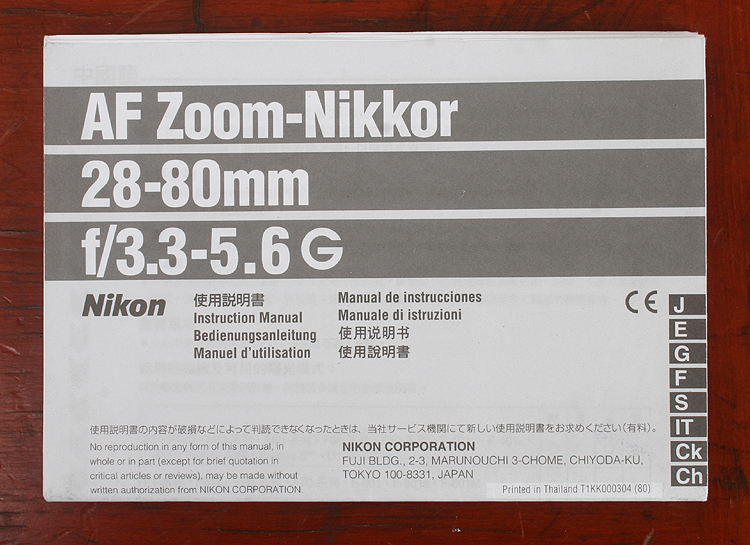 AF Zoom-Nikkor
28-80mm
f/3.3-5.6 G
Nikon
使用説明書
Instruction Manual
Bedienungsanleitung
Manuel d'utilisation
Manual de instrucciones
Manuale di istruzioni
使用说明书
使用說明書
CE
J
E
G
F
S
IT
Ck
Ch
使用説明書の内容が破損などによって判読できなくなったときは、当社サービス機関にて新しい使用説明書をお求めください(有料)。
No reproduction in any form of this manual, in
whole or in part (except for brief quotation in
critical articles or reviews), may be made without
written authorization from NIKON CORPORATION.
NIKON CORPORATION
FUJI BLDG., 2-3, MARUNOUCHI 3-CHOME, CHIYODA-KU,
TOKYO 100-8331, JAPAN
Printed in Thailand T1KK000304 (80)